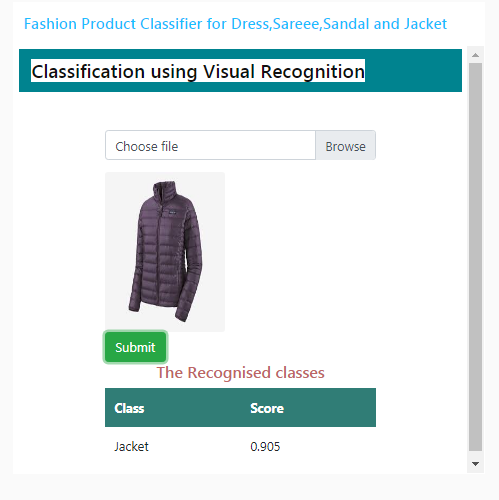 Fashion Product Classifier for Dress,Sareee,Sandal and Jacket
Classification using Visual Recognition
Choose file Browse
Submit
The Recognised classes
Class Score
Jacket 0.905